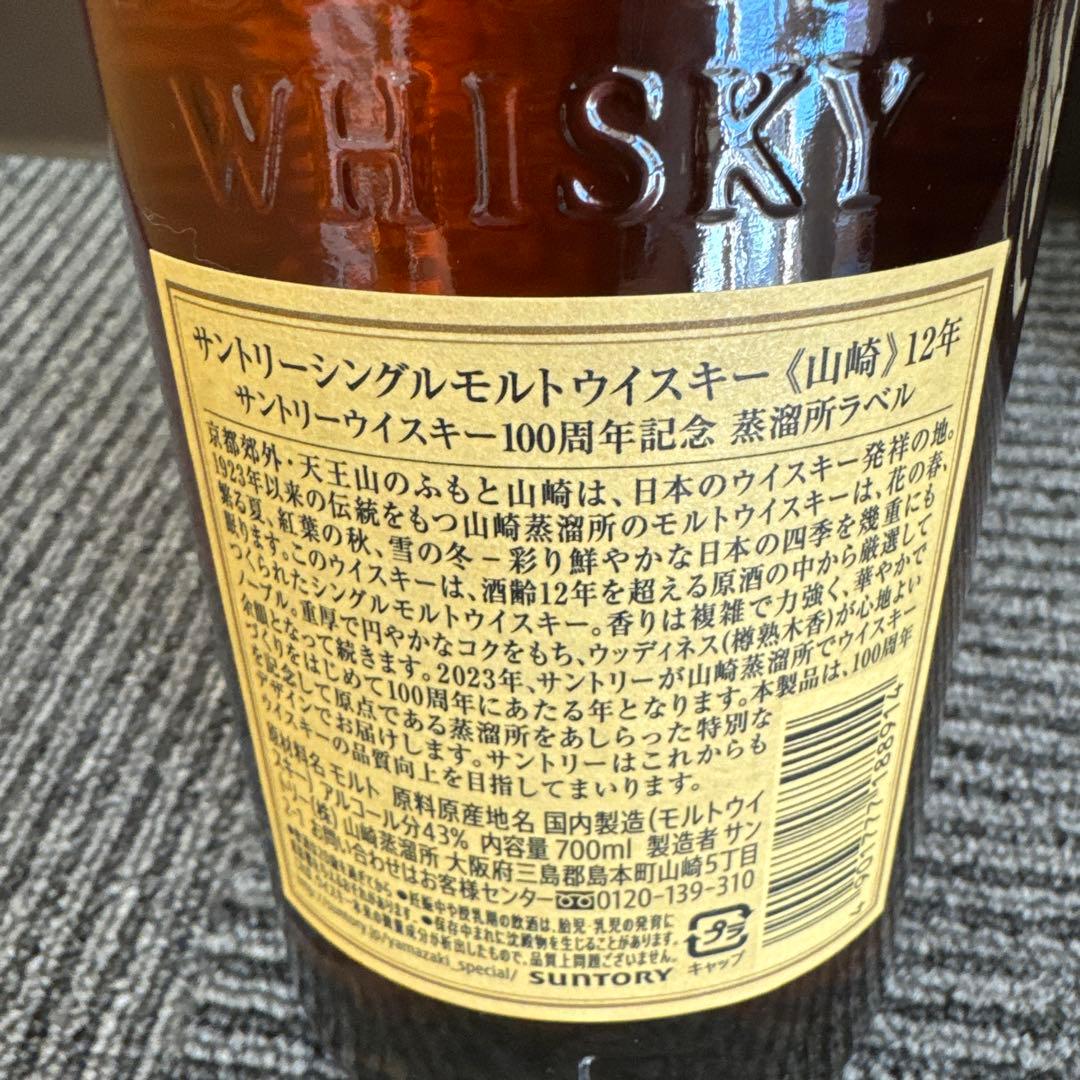 WHISKY
サントリーシングルモルトウイスキー《山崎》12年
サントリーウイスキー100周年記念 蒸溜所ラベル
京都郊外・天王山のふもと山崎は、日本のウイスキー発祥の地。
1923年以来の伝統をもつ山崎蒸溜所のモルトウイスキーは、花の春、
繁る夏、紅葉の秋、雪の冬－彩り鮮やかな日本の四季を幾重にも
眠ります。このウイスキーは、酒齢12年を超える原酒の中から厳選して
つくられたシングルモルトウイスキー。香りは複雑で力強く、華やかで
ノーブル。重厚で円やかなコクをもち、ウッディネス(樽熟木香)が心地よい
余韻となって続きます。2023年、サントリーが山崎蒸溜所でウイスキー
づくりをはじめて100周年にあたる年となります。本製品は、100周年
を記念して原点である蒸溜所をあしらった特別な
デザインでお届けします。サントリーはこれからも
ウイスキーの品質向上を目指してまいります。
原材料名 モルト 原料原産地名 国内製造(モルトウイ
スキー) アルコール分43% 内容量 700ml 製造者 サン
トリー(株) 山崎蒸溜所 大阪府三島郡島本町山崎5丁目
2-1 お問い合わせはお客様センター 0120-139-310
●妊娠中や授乳期の飲酒は、胎児・乳児の発育に
●保存中まれに沈殿物を生じることがあります。
成分が析出したもので、品質上問題ございません。
suntory.jp/yamazaki_special/ SUNTORY
プラ
キャップ